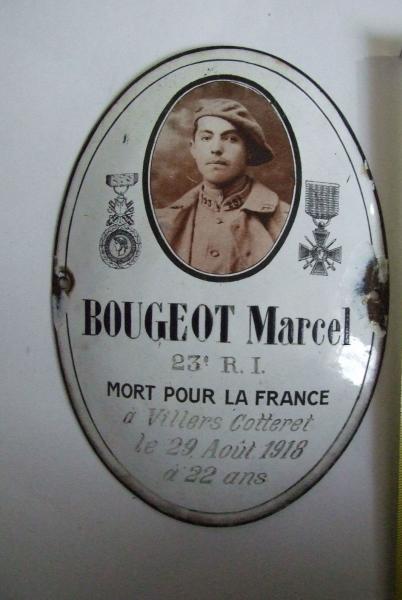 BOUGEOT Marcel
23e R. I.
MORT POUR LA FRANCE
à Villers Cotteret
le 29 Août 1918
à 22 ans